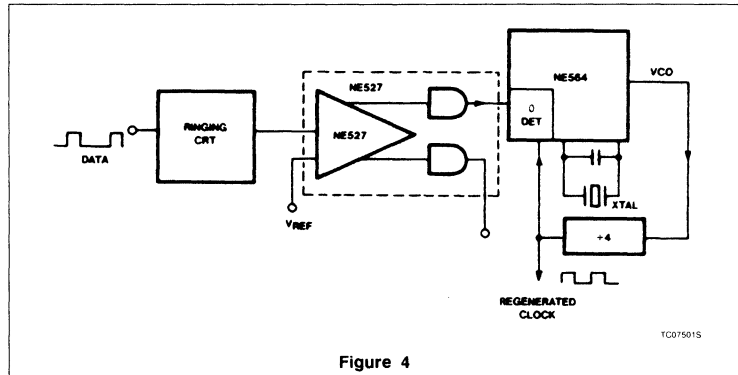 DATA
RINGING
CRT
VREF
NE527
NE527
NE564
0
DET
VCO
XTAL
÷4
REGENERATED
CLOCK
TC07501S
Figure 4